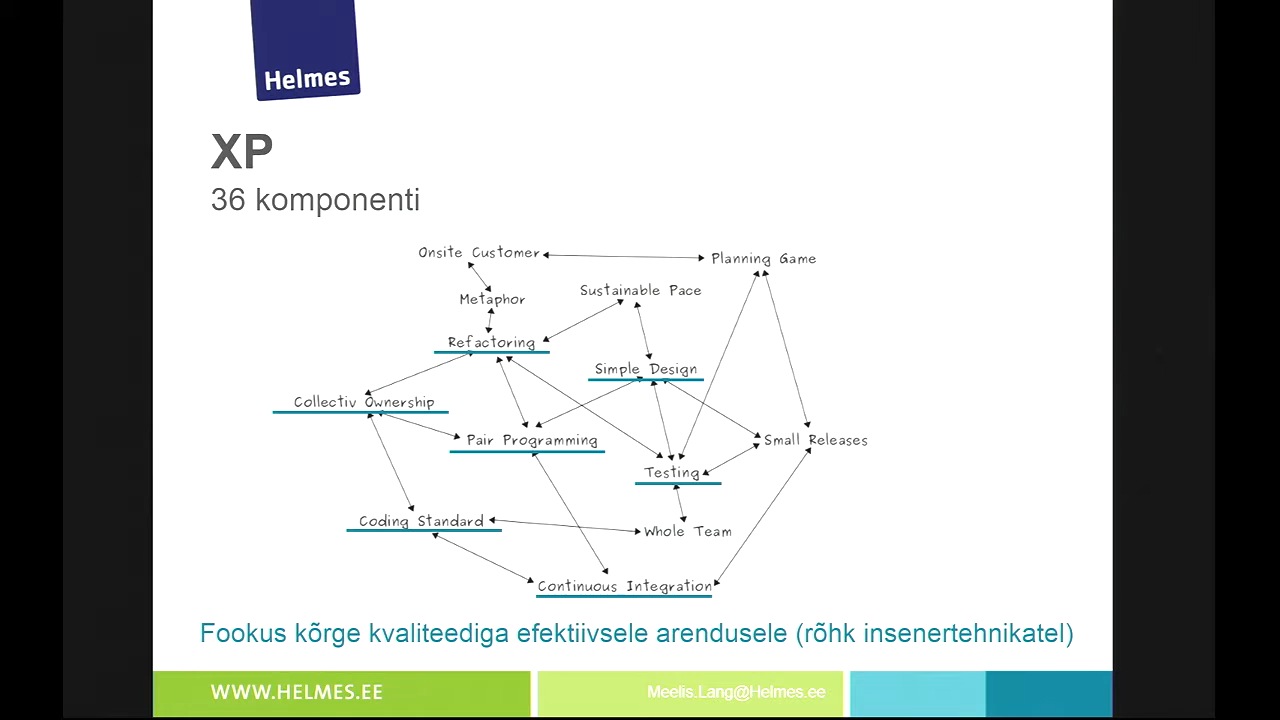 Helmes
XP
36 komponenti
Onsite Customer
Planning Game
Sustainable Pace
Metaphor
Refactoring
Simple Design
Collectiv Ownership
Pair Programming
Small Releases
Testing
Coding Standard
Whole Team
Continuous Integration
Fookus kõrge kvaliteediga efektiivsele arendusele (rõhk insenertehnikatel)
WWW.HELMES.EE
Meelis.Lang@Helmes.ee